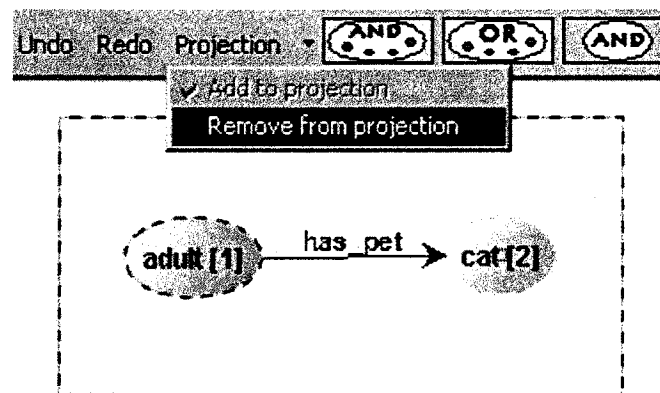 Undo Redo Projection AND OR AND
Add to projection
Remove from projection
has_pet
adult [1] cat [2]